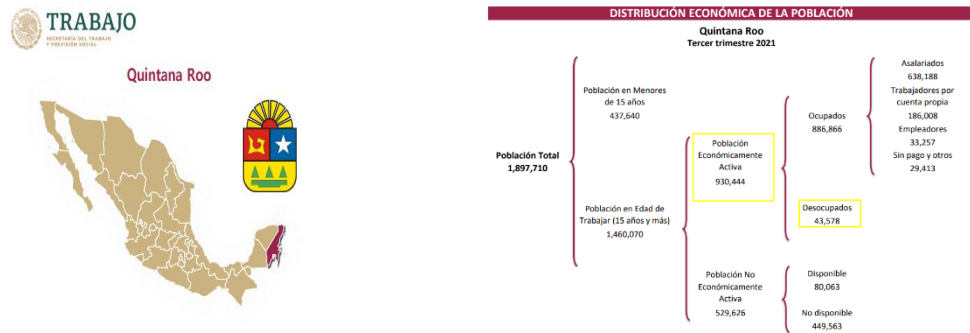 TRABAJO
SECRETARÍA DEL TRABAJO
Y PREVISIÓN SOCIAL
Quintana Roo
DISTRIBUCIÓN ECONÓMICA DE LA POBLACIÓN
Quintana Roo
Tercer trimestre 2021
Población Total
1,897,710
Población en Menores
de 15 años
437,640
Población en Edad de
Trabajar (15 años y más)
1,460,070
Población
Económicamente
Activa
930,444
Población No
Económicamente
Activa
529,626
Ocupados
886,866
Desocupados
43,578
Disponible
80,063
No disponible
449,563
Asalariados
638,188
Trabajadores por
cuenta propia
186,008
Empleadores
33,257
Sin pago y otros
29,413